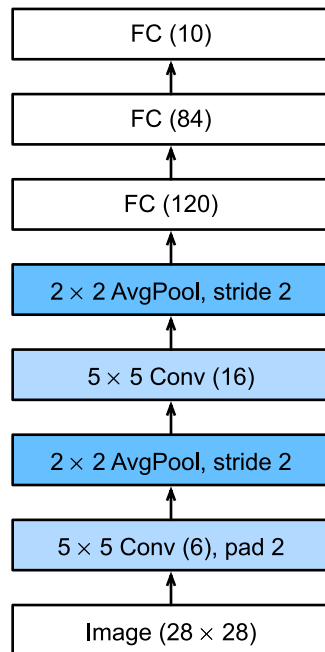 FC (10)
FC (84)
FC (120)
2 × 2 AvgPool, stride 2
5 × 5 Conv (16)
2 × 2 AvgPool, stride 2
5 × 5 Conv (6), pad 2
Image (28 × 28)